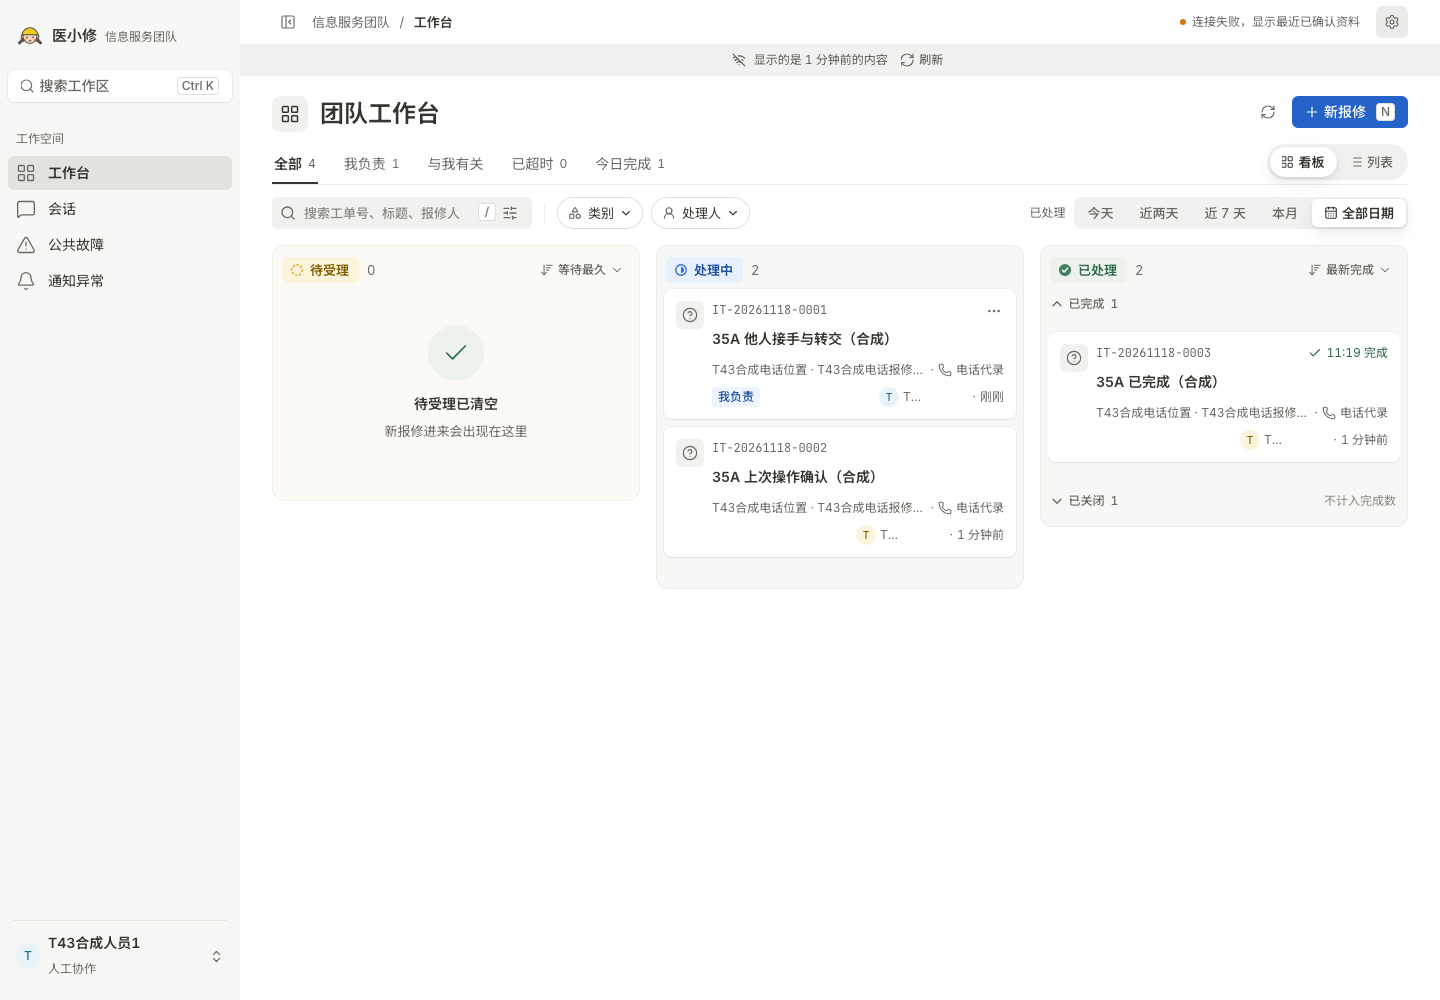 医小修 信息服务团队
搜索工作区 Ctrl K
工作空间
工作台
会话
公共故障
通知异常
T43合成人员1
T
人工协作
信息服务团队 / 工作台
连接失败，显示最近已确认资料
显示的是 1 分钟前的内容 刷新
团队工作台
新报修 N
全部 4 我负责 1 与我有关 已超时 0 今日完成 1
看板 列表
搜索工单号、标题、报修人 / 类别 处理人
已处理 今天 近两天 近 7 天 本月 全部日期
待受理 0 等待最久
待受理已清空
新报修进来会出现在这里
处理中 2
IT-20261118-0001
35A 他人接手与转交（合成）
T43合成电话位置 · T43合成电话报修... · 电话代录
我负责 T T... · 刚刚
IT-20261118-0002
35A 上次操作确认（合成）
T43合成电话位置 · T43合成电话报修... · 电话代录
T T... · 1 分钟前
已处理 2 最新完成
已完成 1
IT-20261118-0003 11:19 完成
35A 已完成（合成）
T43合成电话位置 · T43合成电话报修... · 电话代录
T T... · 1 分钟前
已关闭 1 不计入完成数